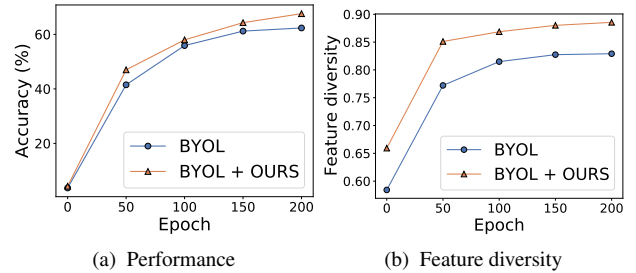 Accuracy (%)
60
40
20
0
50
100
150
200
Epoch
BYOL
BYOL + OURS
(a) Performance
Feature diversity
0.90
0.85
0.80
0.75
0.70
0.65
0.60
0
50
100
150
200
Epoch
BYOL
BYOL + OURS
(b) Feature diversity